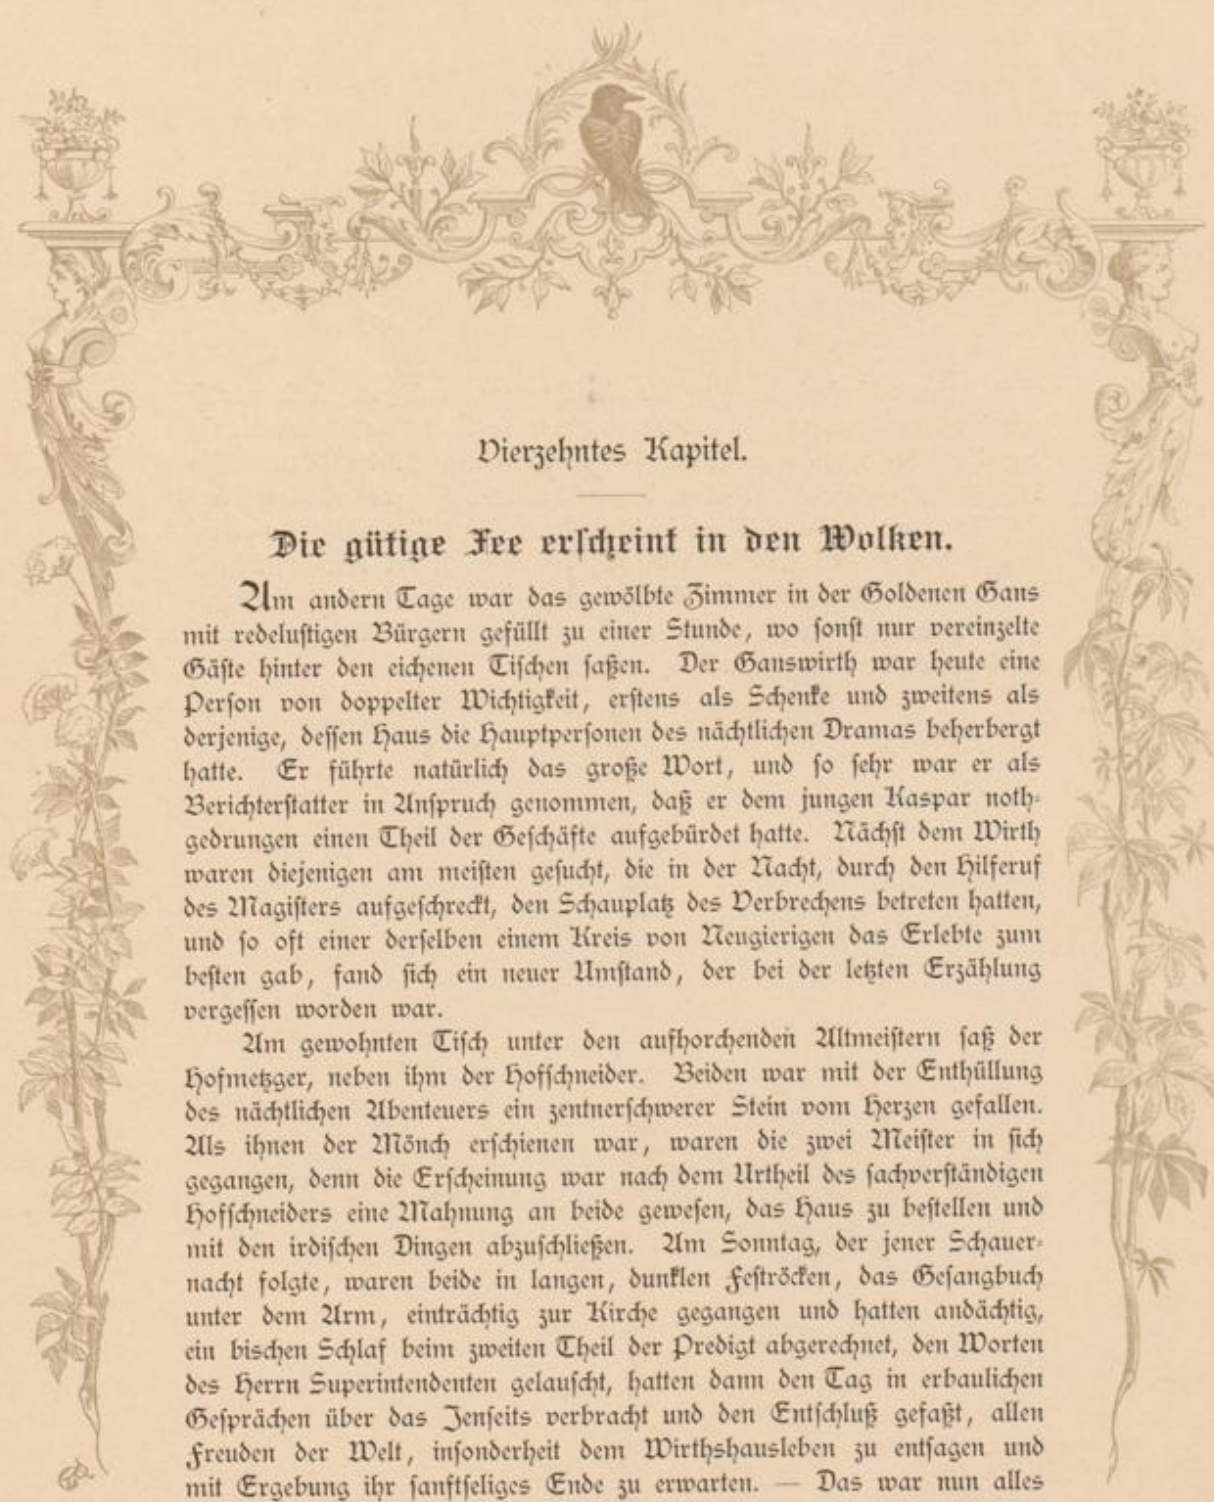 Vierzehntes Kapitel.
Die gütige Fee erscheint in den Wolken.
Am andern Tage war das gewölbte Zimmer in der Goldenen Gans
mit redelustigen Bürgern gefüllt zu einer Stunde, wo sonst nur vereinzelte
Gäste hinter den eichenen Tischen saßen. Der Ganswirth war heute eine
Person von doppelter Wichtigkeit, erstens als Schenke und zweitens als
derjenige, dessen Haus die Hauptpersonen des nächtlichen Dramas beherbergt
hatte. Er führte natürlich das große Wort, und so sehr war er als
Berichterstatter in Anspruch genommen, daß er dem jungen Kaspar noth-
gedrungen einen Theil der Geschäfte aufgebürdet hatte. Nächst dem Wirth
waren diejenigen am meisten gesucht, die in der Nacht, durch den Hilferuf
des Magisters aufgeschreckt, den Schauplatz des Verbrechens betreten hatten,
und so oft einer derselben einem Kreis von Neugierigen das Erlebte zum
besten gab, fand sich ein neuer Umstand, der bei der letzten Erzählung
vergessen worden war.
Am gewohnten Tisch unter den aufhorchenden Altmeistern saß der
Hofmetzger, neben ihm der Hofschneider. Beiden war mit der Enthüllung
des nächtlichen Abenteuers ein zentnerschwerer Stein vom Herzen gefallen.
Als ihnen der Mönch erschienen war, waren die zwei Meister in sich
gegangen, denn die Erscheinung war nach dem Urtheil des sachverständigen
Hofschneiders eine Mahnung an beide gewesen, das Haus zu bestellen und
mit den irdischen Dingen abzuschließen. Am Sonntag, der jener Schauer-
nacht folgte, waren beide in langen, dunklen Feströcken, das Gesangbuch
unter dem Arm, einträchtig zur Kirche gegangen und hatten andächtig,
ein bischen Schlaf beim zweiten Theil der Predigt abgerechnet, den Worten
des Herrn Superintendenten gelauscht, hatten dann den Tag in erbaulichen
Gesprächen über das Jenseits verbracht und den Entschluß gefaßt, allen
Freuden der Welt, insonderheit dem Wirthshausleben zu entsagen und
mit Ergebung ihr sanftseliges Ende zu erwarten. — Das war nun alles